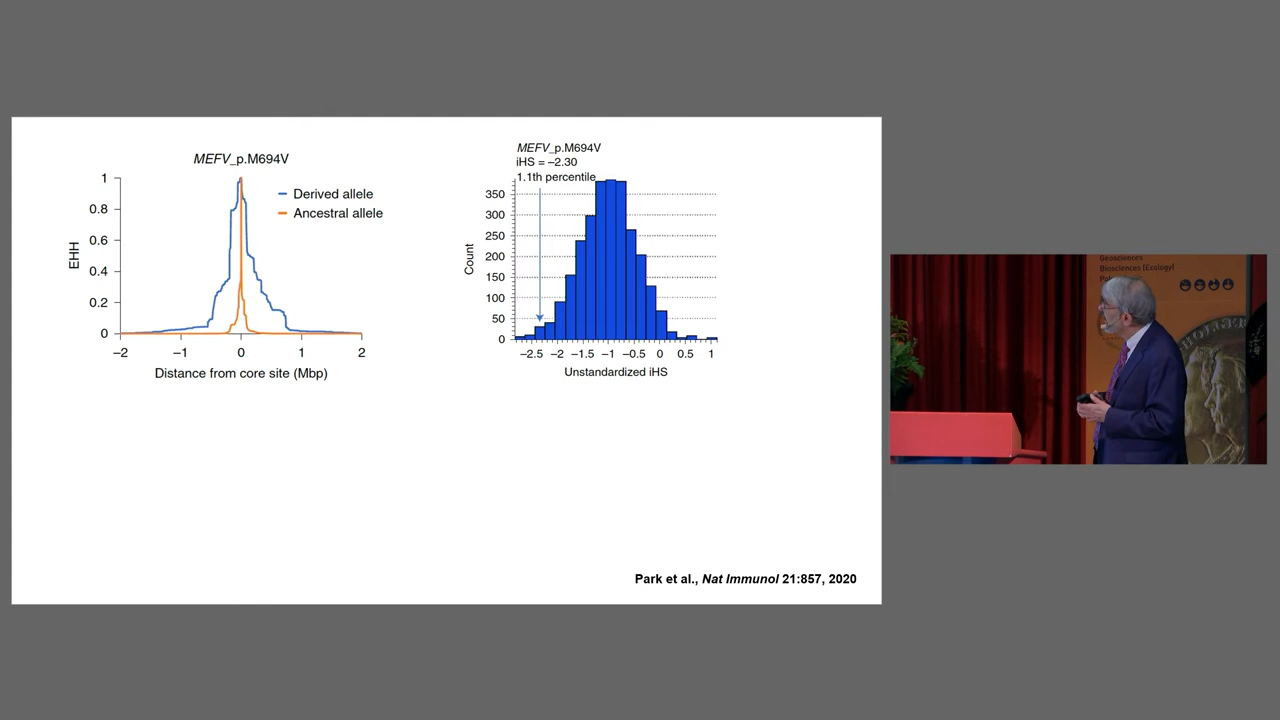 MEFV_p.M694V
1
0.8
0.6
0.4
0.2
0
EHH
Derived allele
Ancestral allele
–2 –1 0 1 2
Distance from core site (Mbp)
MEFV_p.M694V
iHS = –2.30
1.1th percentile
350
300
250
200
150
100
50
0
Count
–2.5 –2 –1.5 –1 –0.5 0 0.5 1
Unstandardized iHS
Park et al., Nat Immunol 21:857, 2020
Geosciences
Biosciences [Ecology]